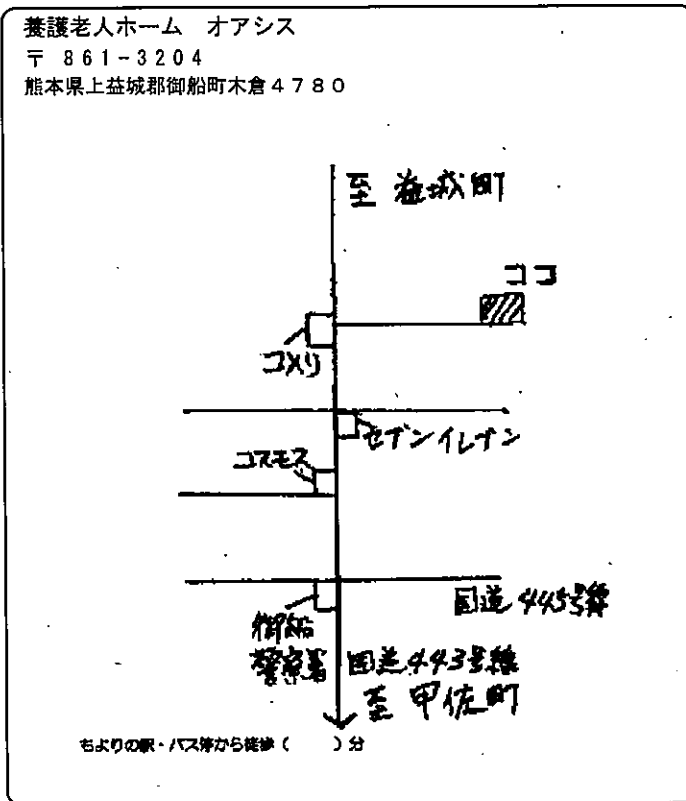 養護老人ホーム　オアシス
〒 861-3204
熊本県上益城郡御船町木倉4780
至 益城町
ココ
コメリ
セブンイレブン
コスモス
国道445号線
御船
警察署
国道443号線
至 甲佐町
もよりの駅・バス停から徒歩（　　）分